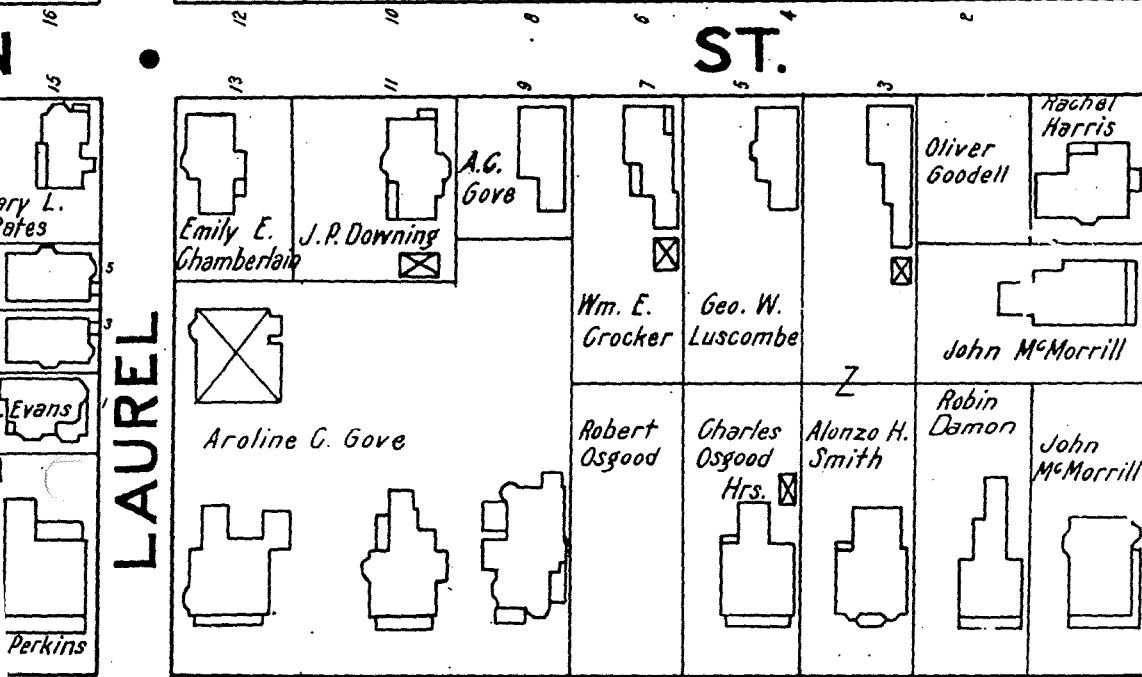 16
12
10
8
6
4
2
N
ST.
15
13
11
9
7
5
3
Rachel
Harris
Oliver
Goodell
A.C.
Gove
ary L.
Emily E.
Chamberlain
J.P. Downing
5
3
1
Wm. E.
Crocker
Geo. W.
Luscombe
John McMorrill
LAUREL
Evans
Aroline C. Gove
Z
Robert
Osgood
Charles
Osgood
Hrs.
Alonzo H.
Smith
Robin
Damon
John
McMorrill
Perkins